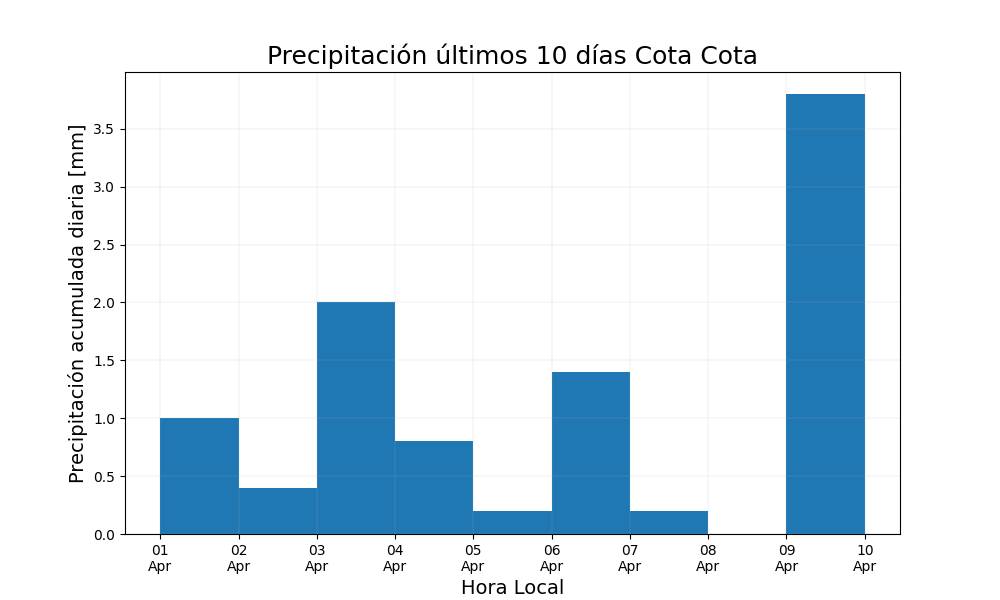 Precipitación últimos 10 días Cota Cota
Precipitación acumulada diaria [mm]
3.5
3.0
2.5
2.0
1.5
1.0
0.5
0.0
01 02 03 04 05 06 07 08 09 10
Apr Apr Apr Apr Apr Apr Apr Apr Apr Apr
Hora Local